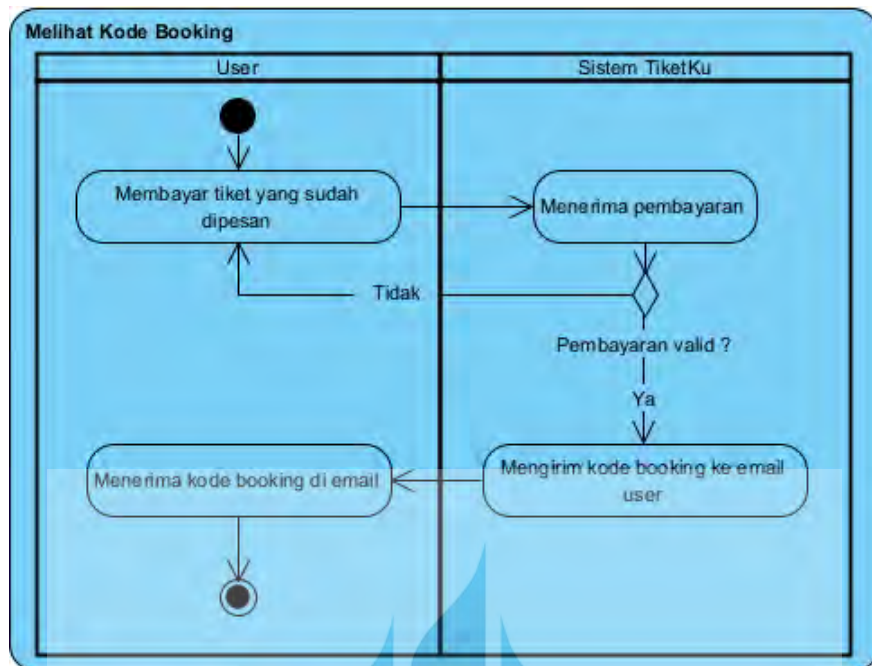 Melihat Kode Booking
User
Sistem TiketKu
Membayar tiket yang sudah
dipesan
Menerima pembayaran
Tidak
Pembayaran valid ?
Ya
Mengirim kode booking ke email
user
Menerima kode booking di email